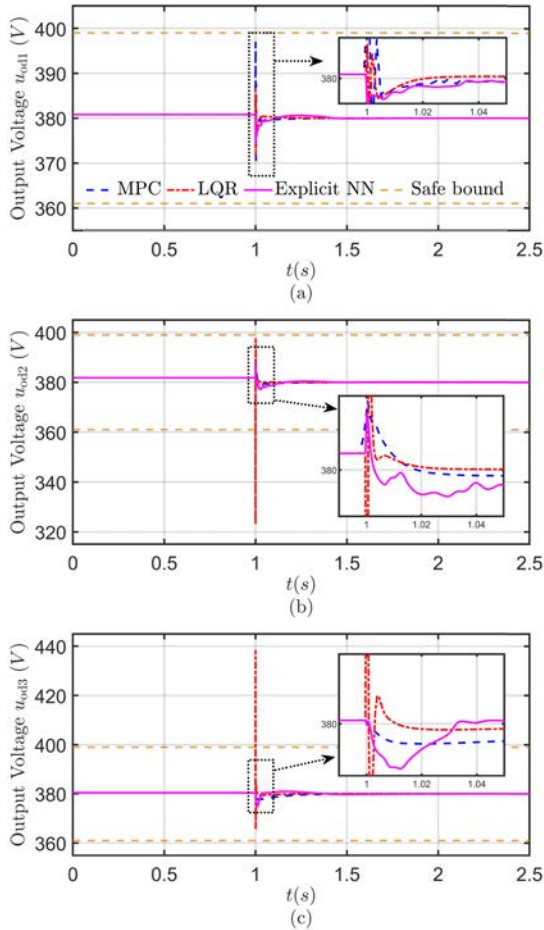 Output Voltage u_od1 (V)
400
390
380
370
360
380
1
1.02
1.04
MPC LQR Explicit NN Safe bound
0 0.5 1 1.5 2 2.5
t(s)
(a)
Output Voltage u_od2 (V)
400
380
360
340
320
380
1
1.02
1.04
0 0.5 1 1.5 2 2.5
t(s)
(b)
Output Voltage u_od3 (V)
440
420
400
380
360
380
1
1.02
1.04
0 0.5 1 1.5 2 2.5
t(s)
(c)